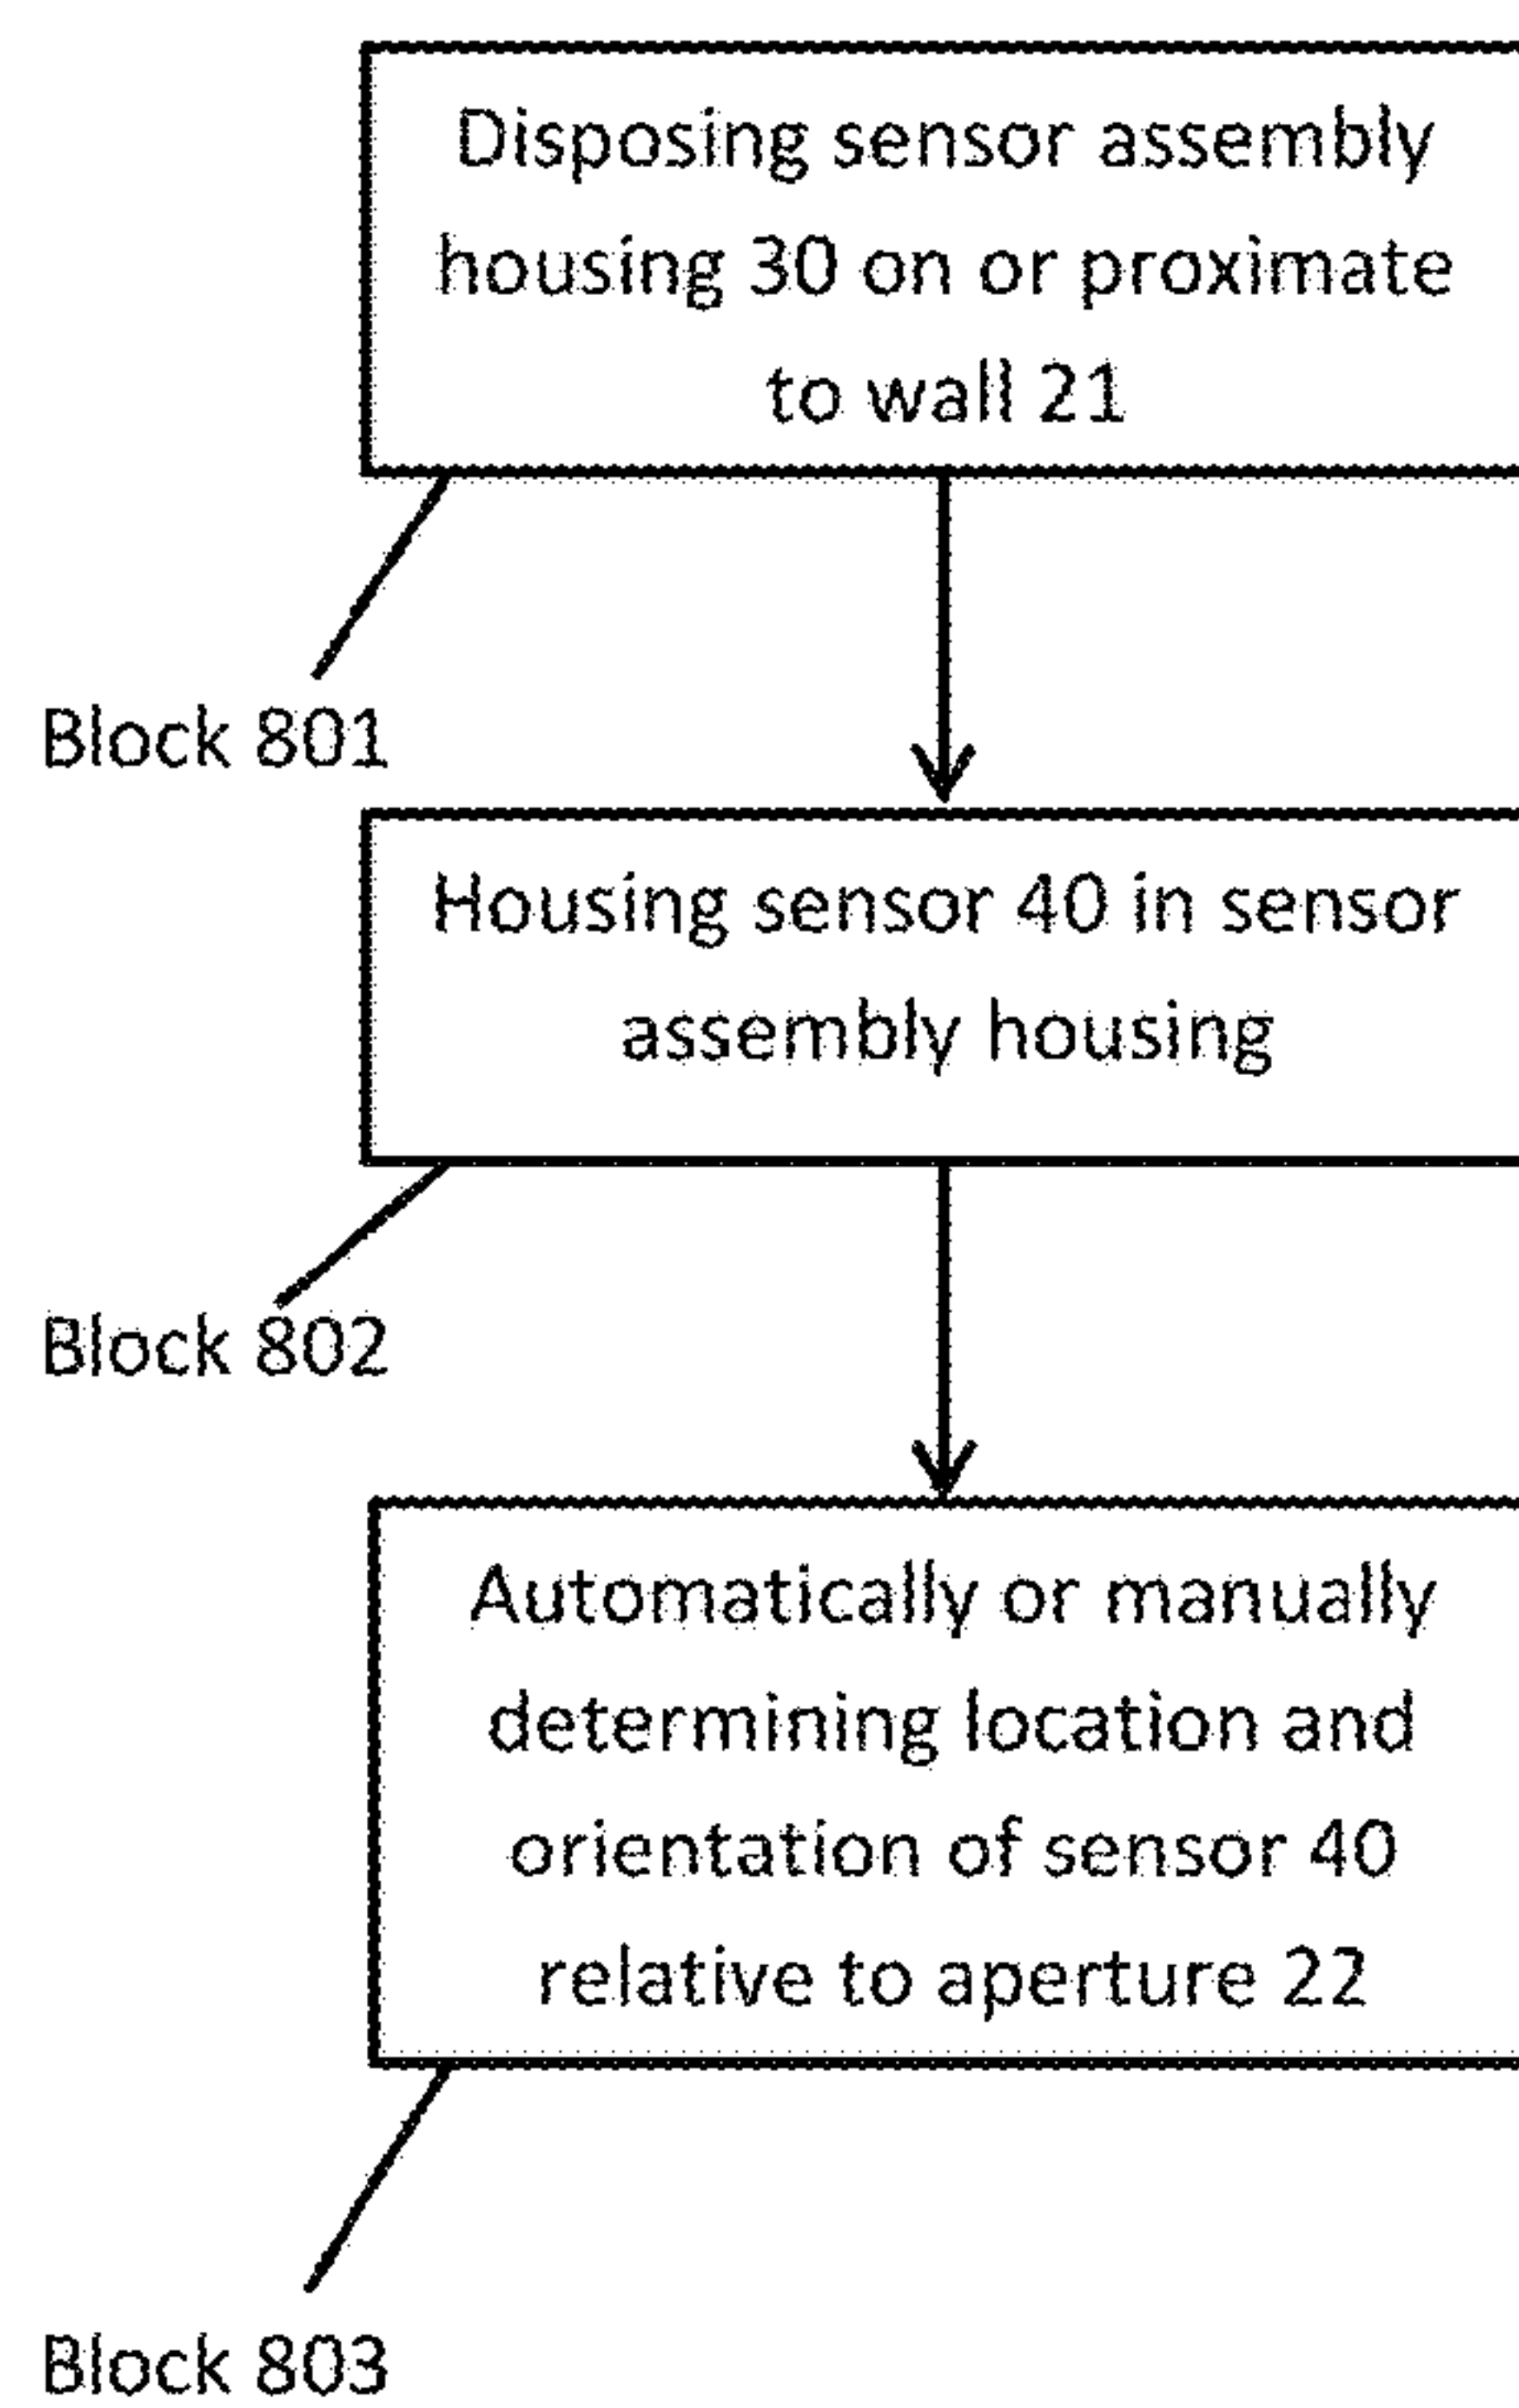 Disposing sensor assembly
housing 30 on or proximate
to wall 21
Block 801
Housing sensor 40 in sensor
assembly housing
Block 802
Automatically or manually
determining location and
orientation of sensor 40
relative to aperture 22
Block 803